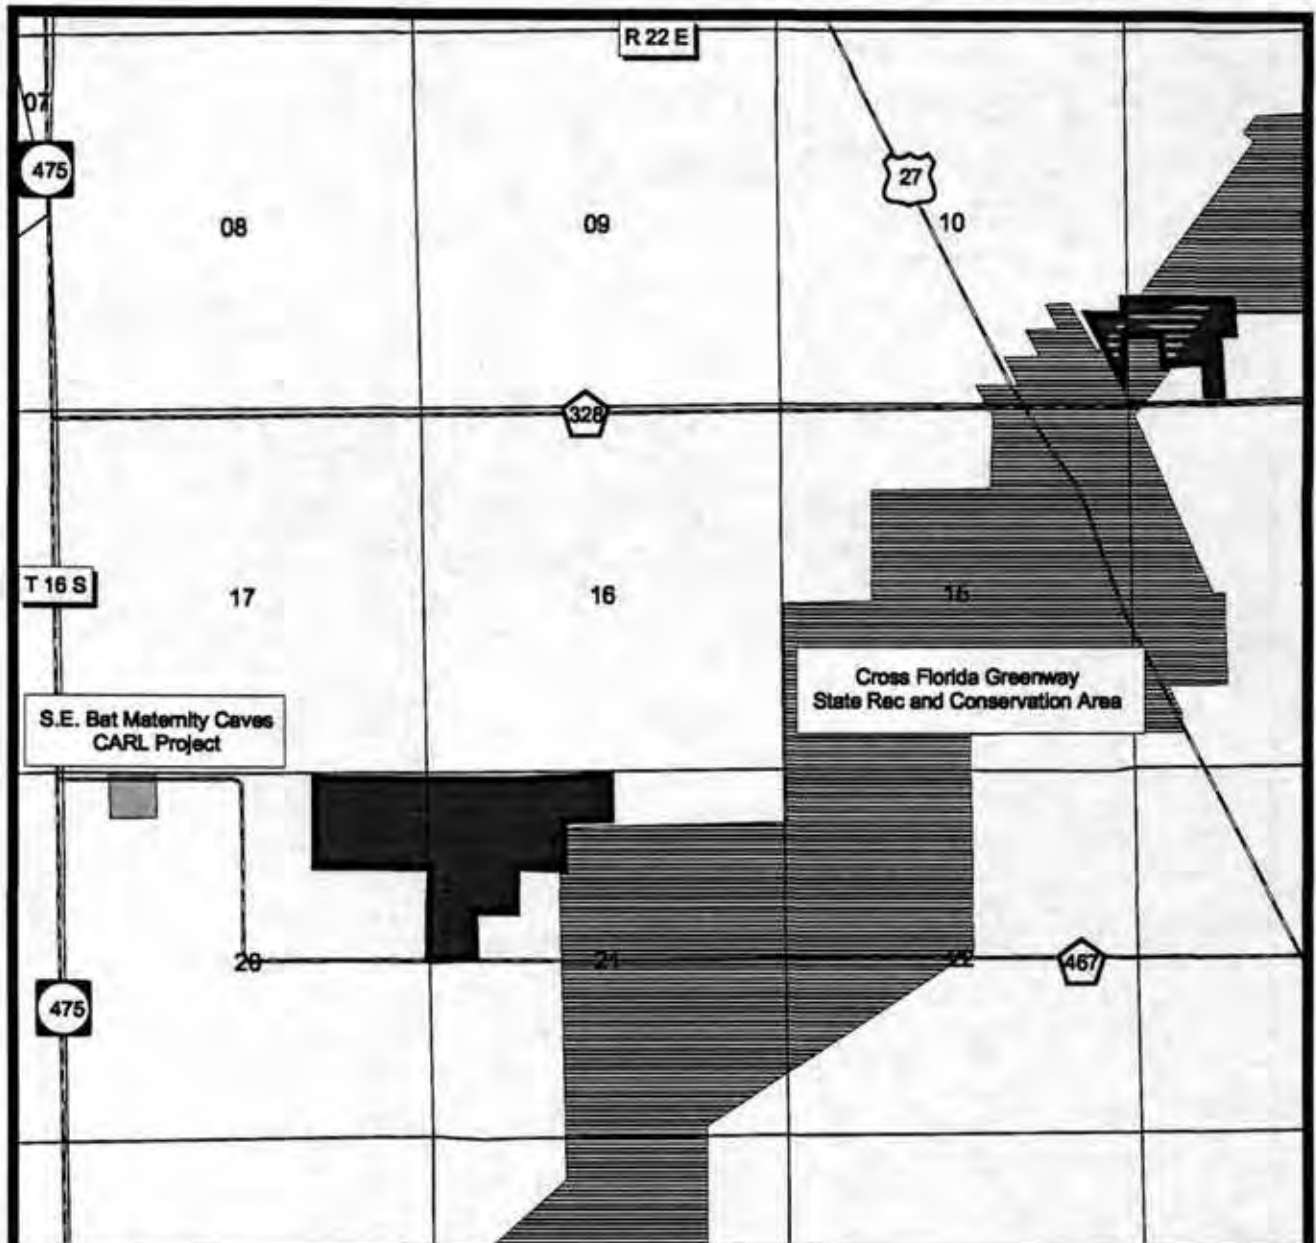 R 22 E
07
475
27
08
09
10
328
T 16 S
17
16
15
Cross Florida Greenway
State Rec and Conservation Area
S.E. Bat Maternity Caves
CARL Project
20
21
22
467
475